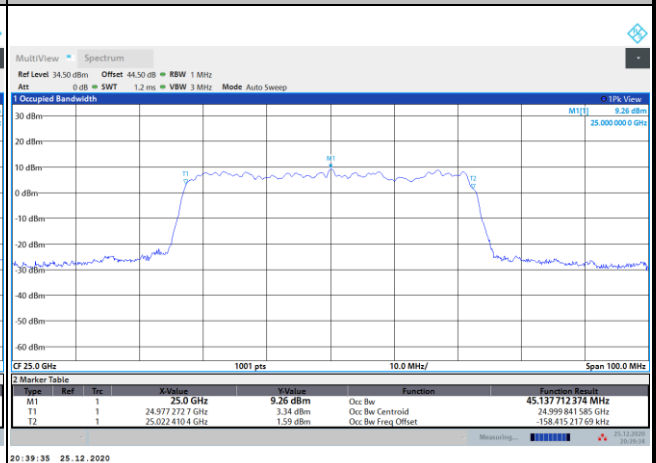 MultiView Spectrum
Ref Level 34.50 dBm Offset 44.50 dB RBW 1 MHz
Att 0 dB SWT 1.2 ms VBW 3 MHz Mode Auto Sweep
1 Occupied Bandwidth 1Pk View
M1[1] 9.26 dBm
25.000 000 0 GHz
30 dBm
20 dBm
M1
10 dBm
T1
T2
0 dBm
-10 dBm
-20 dBm
-30 dBm
-40 dBm
-50 dBm
-60 dBm
CF 25.0 GHz 1001 pts 10.0 MHz/ Span 100.0 MHz
2 Marker Table
Type Ref Trc X-Value Y-Value Function Function Result
M1 1 25.0 GHz 9.26 dBm Occ Bw 45.137 712 374 MHz
T1 1 24.977 272 7 GHz 3.34 dBm Occ Bw Centroid 24.999 841 585 GHz
T2 1 25.022 410 4 GHz 1.59 dBm Occ Bw Freq Offset -158.415 217 69 kHz
Measuring... 25.12.2020
20:39:34
20:39:35 25.12.2020